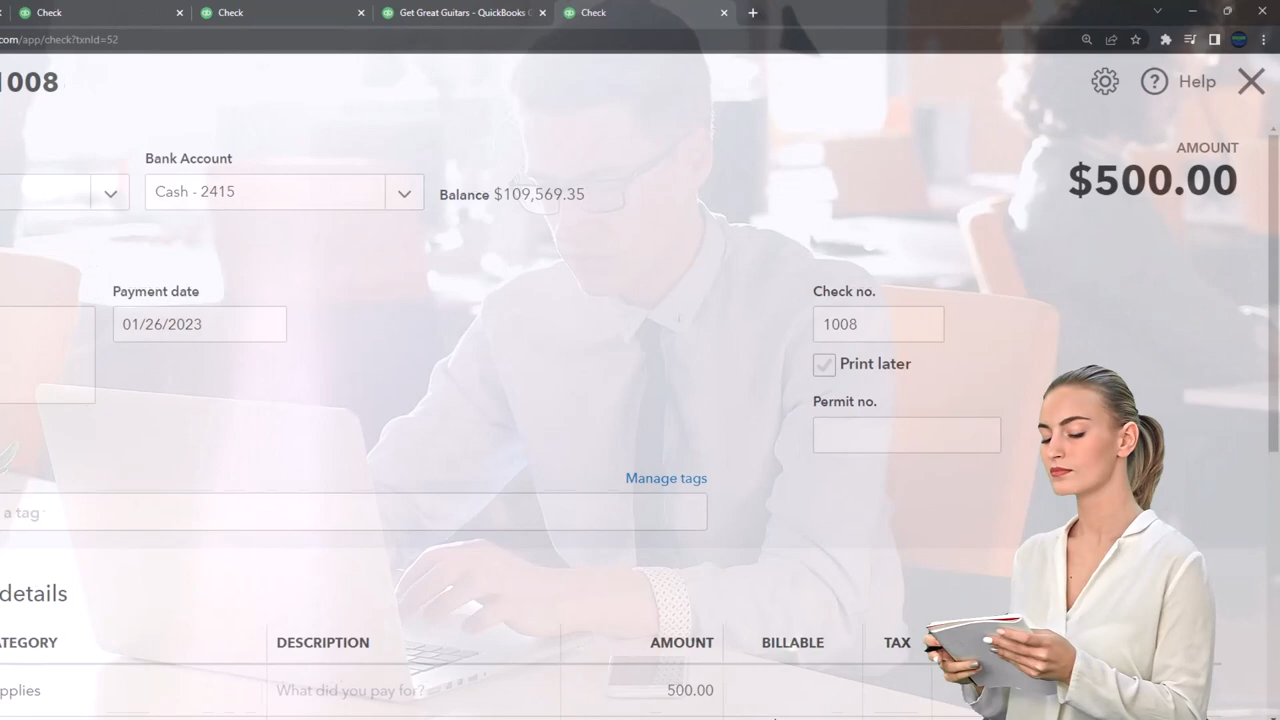 Check
Check
Get Great Guitars - QuickBooks
Check
com/app/check?txnId=52
1008
Help
Bank Account
AMOUNT
Cash - 2415
Balance $109,569.35
$500.00
Payment date
Check no.
01/26/2023
1008
Print later
Permit no.
Manage tags
a tag
details
ATEGORY
DESCRIPTION
AMOUNT
BILLABLE
TAX
pplies
What did you pay for?
500.00